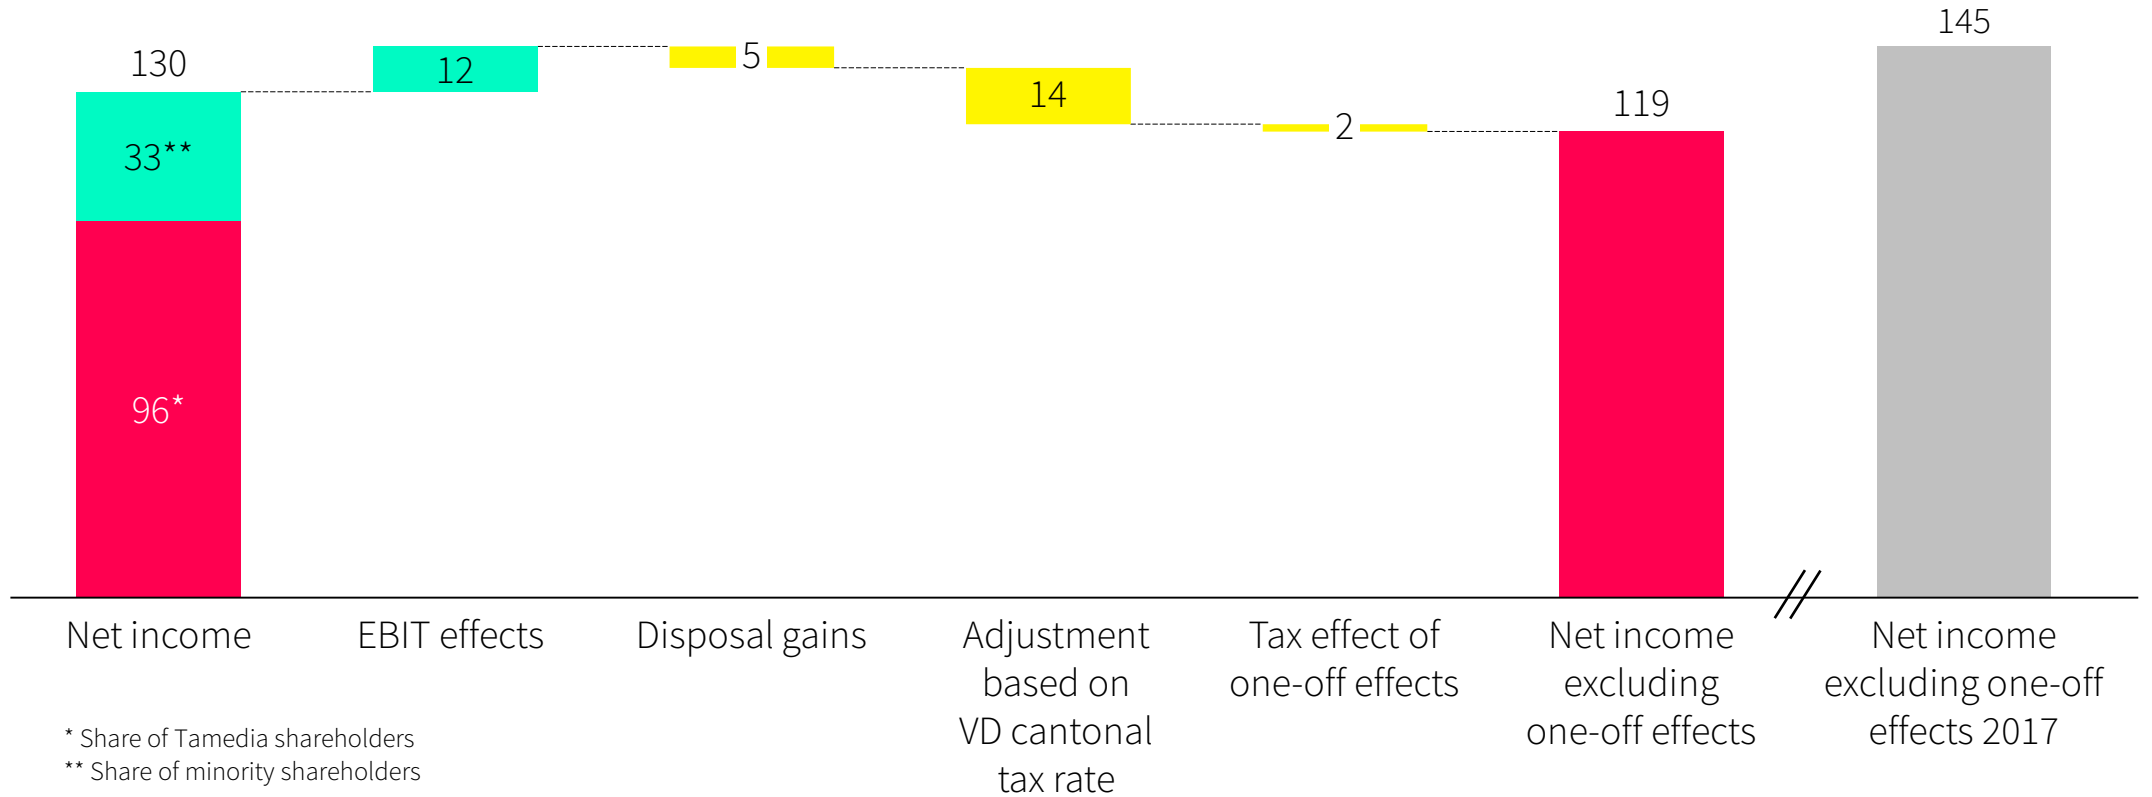 145
130
12
5
14
2
119
33**
96*
Net income
EBIT effects
Disposal gains
Adjustment
based on
VD cantonal
tax rate
Tax effect of
one-off effects
Net income
excluding
one-off effects
Net income
excluding one-off
effects 2017
* Share of Tamedia shareholders
** Share of minority shareholders